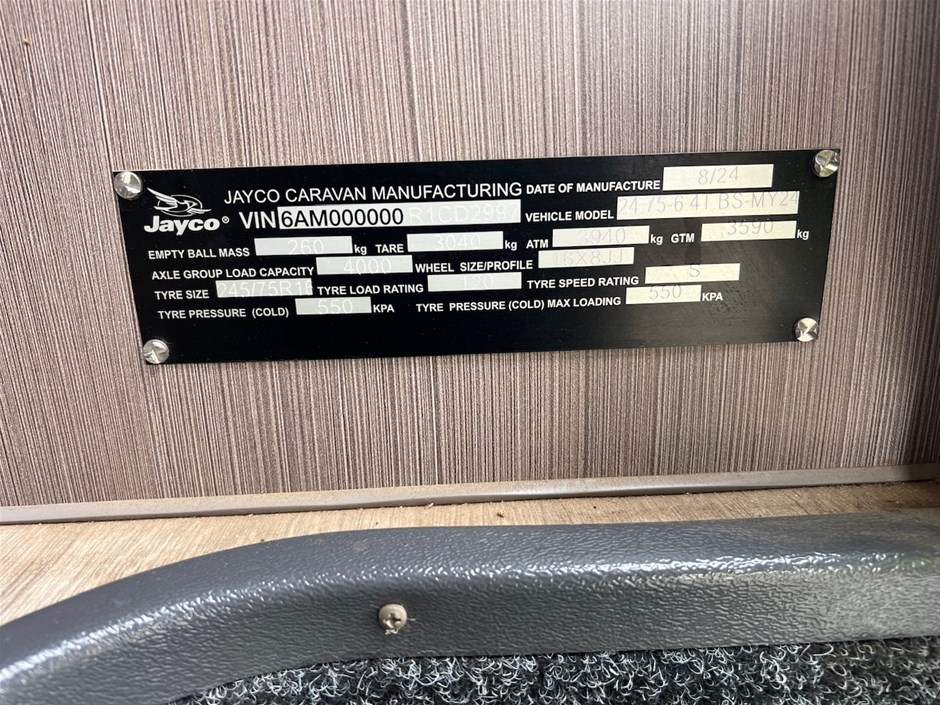 JAYCO CARAVAN MANUFACTURING DATE OF MANUFACTURE 8/24
Jayco® VIN 6AM000000R1CD2997 VEHICLE MODEL 24-75-6 4T BS-MY24
EMPTY BALL MASS 260 kg TARE 3040 kg ATM 3940 kg GTM 3590 kg
AXLE GROUP LOAD CAPACITY 4000 WHEEL SIZE/PROFILE 16X8JJ
TYRE SIZE 245/75R16 TYRE LOAD RATING 120 TYRE SPEED RATING S
TYRE PRESSURE (COLD) 550 KPA TYRE PRESSURE (COLD) MAX LOADING 550 KPA